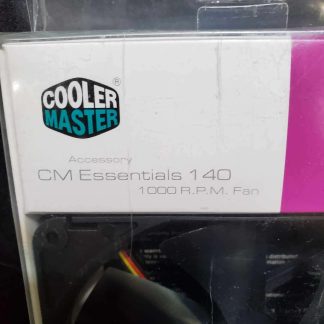 COOLER
MASTER
®
Accessory
CM Essentials 140
1000 R.P.M. Fan